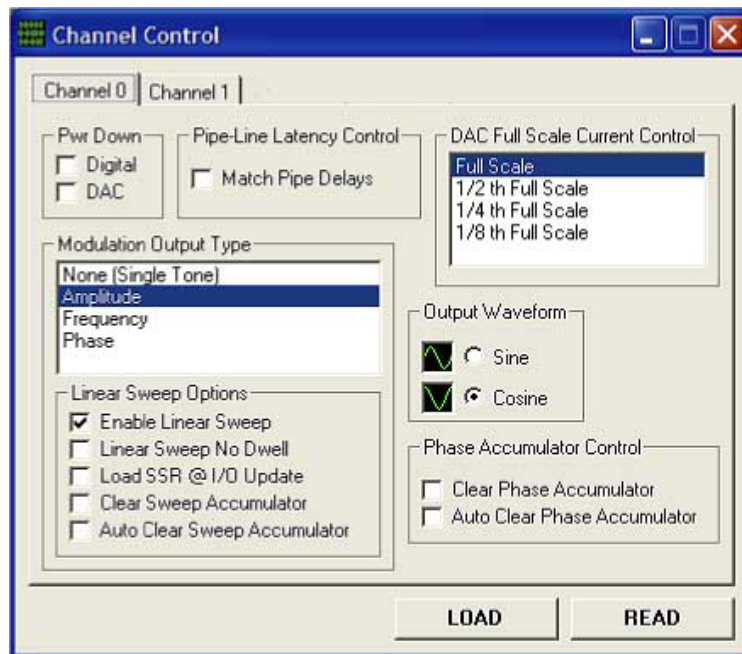 Channel Control
Channel 0
Channel 1
Pwr Down
Digital
DAC
Pipe-Line Latency Control
Match Pipe Delays
DAC Full Scale Current Control
Full Scale
1/2 th Full Scale
1/4 th Full Scale
1/8 th Full Scale
Modulation Output Type
None (Single Tone)
Amplitude
Frequency
Phase
Output Waveform
Sine
Cosine
Linear Sweep Options
Enable Linear Sweep
Linear Sweep No Dwell
Load SSR @ I/O Update
Clear Sweep Accumulator
Auto Clear Sweep Accumulator
Phase Accumulator Control
Clear Phase Accumulator
Auto Clear Phase Accumulator
LOAD
READ